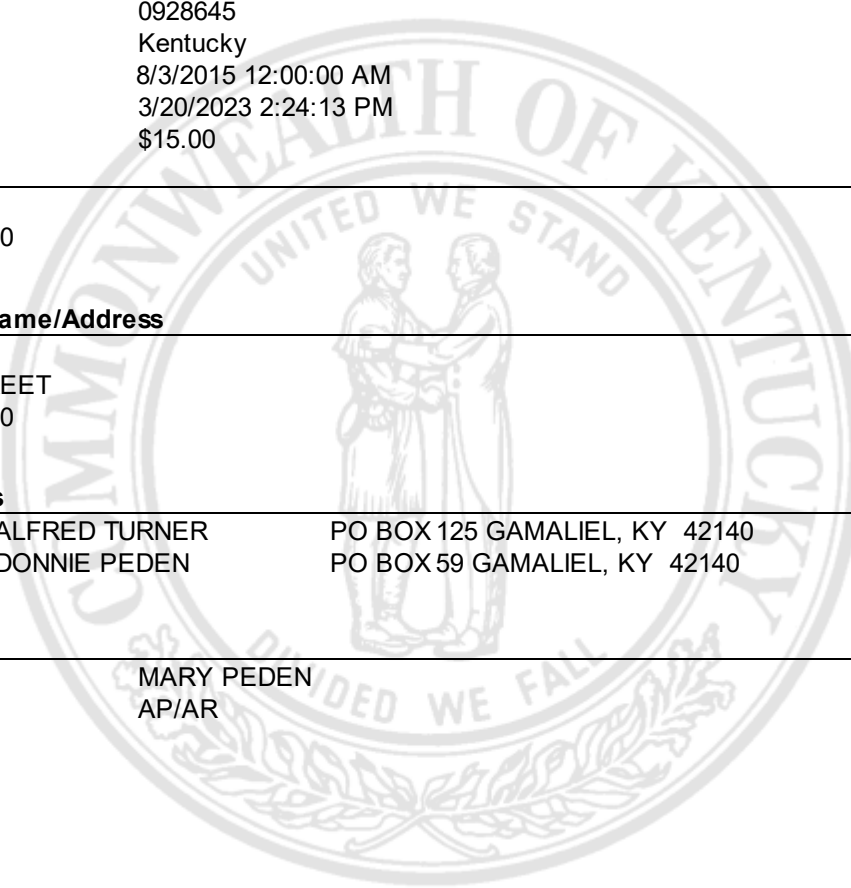 0928645
Kentucky
8/3/2015 12:00:00 AM
3/20/2023 2:24:13 PM
$15.00
0
ame/Address
EET
0
s
ALFRED TURNER PO BOX 125 GAMALIEL, KY 42140
DONNIE PEDEN PO BOX 59 GAMALIEL, KY 42140
MARY PEDEN
AP/AR
COMMONWEALTH OF KENTUCKY
UNITED WE STAND
DIVIDED WE FALL